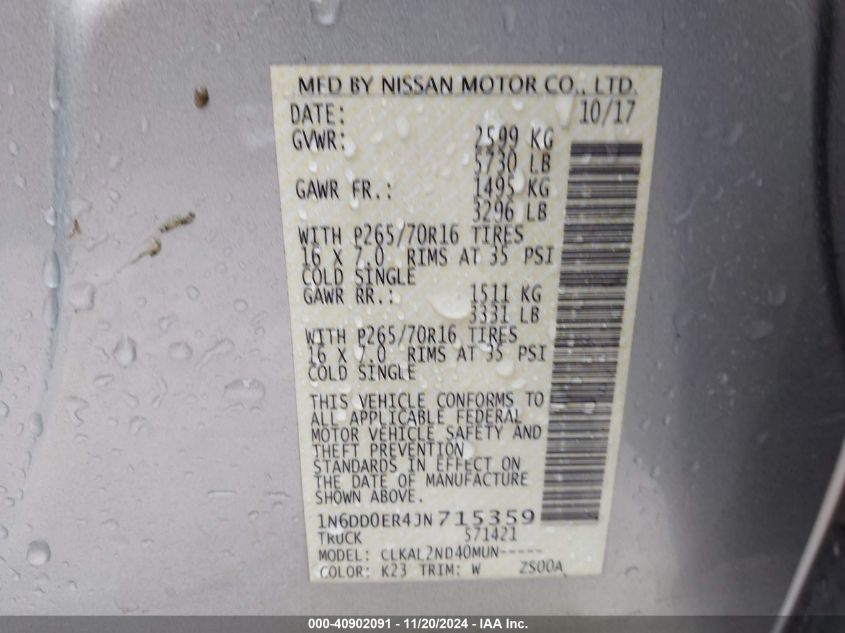 MFD BY NISSAN MOTOR CO., LTD.
DATE: 10/17
GVWR: 2599 KG
5730 LB
GAWR FR.: 1495 KG
3296 LB
WITH P265/70R16 TIRES
16 X 7.0 RIMS AT 35 PSI
COLD SINGLE
GAWR RR.: 1511 KG
3331 LB
WITH P265/70R16 TIRES
16 X 7.0 RIMS AT 35 PSI
COLD SINGLE
THIS VEHICLE CONFORMS TO
ALL APPLICABLE FEDERAL
MOTOR VEHICLE SAFETY AND
THEFT PREVENTION
STANDARDS IN EFFECT ON
THE DATE OF MANUFACTURE
SHOWN ABOVE.
1N6DD0ER4JN715359
TRUCK 571421
MODEL: CLKAL2ND40MUN-----
COLOR: K23 TRIM: W ZS00A
000-40902091 - 11/20/2024 - IAA Inc.